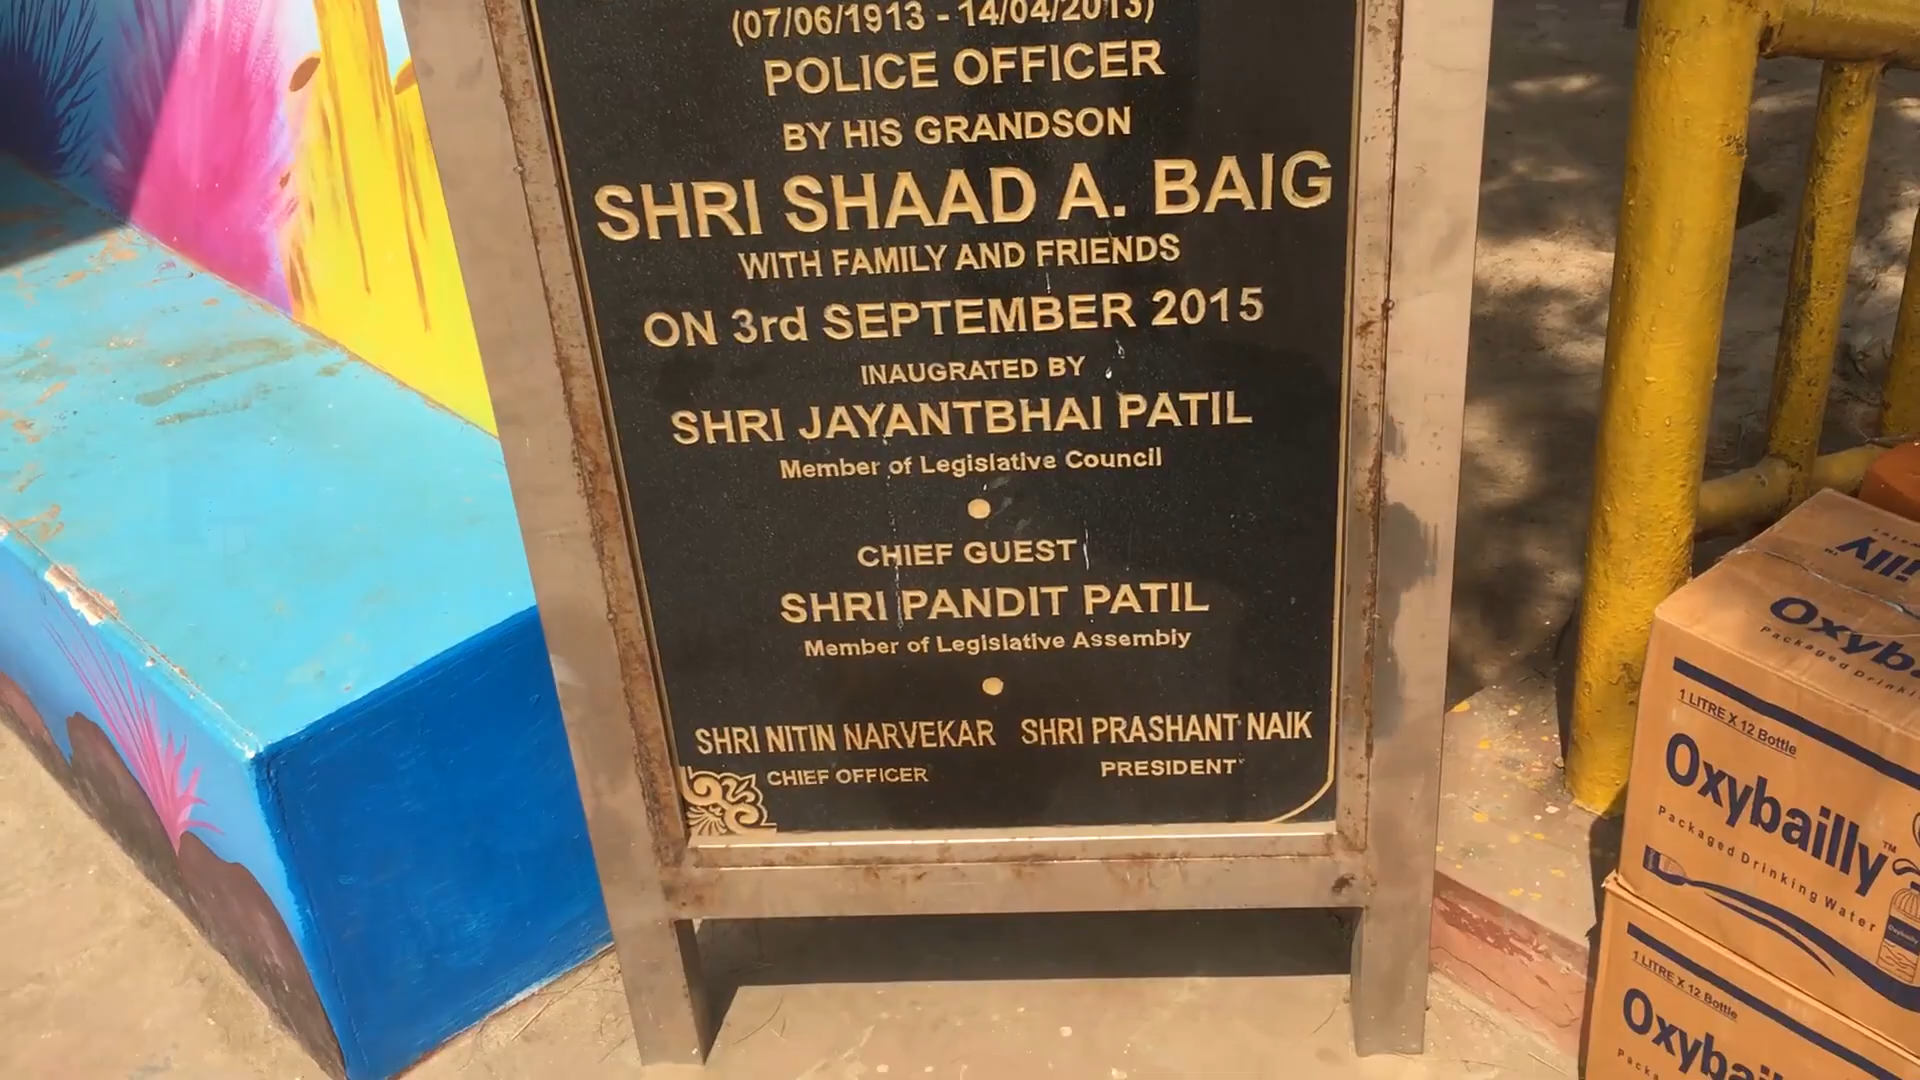 (07/06/1913 - 14/04/2013)
POLICE OFFICER
BY HIS GRANDSON
SHRI SHAAD A. BAIG
WITH FAMILY AND FRIENDS
ON 3rd SEPTEMBER 2015
INAUGRATED BY
SHRI JAYANTBHAI PATIL
Member of Legislative Council
CHIEF GUEST
SHRI PANDIT PATIL
Member of Legislative Assembly
SHRI NITIN NARVEKAR SHRI PRASHANT NAIK
CHIEF OFFICER PRESIDENT
1 LITRE X 12 Bottle
Oxybailly™
Packaged Drinking Water
1 LITRE X 12 Bottle